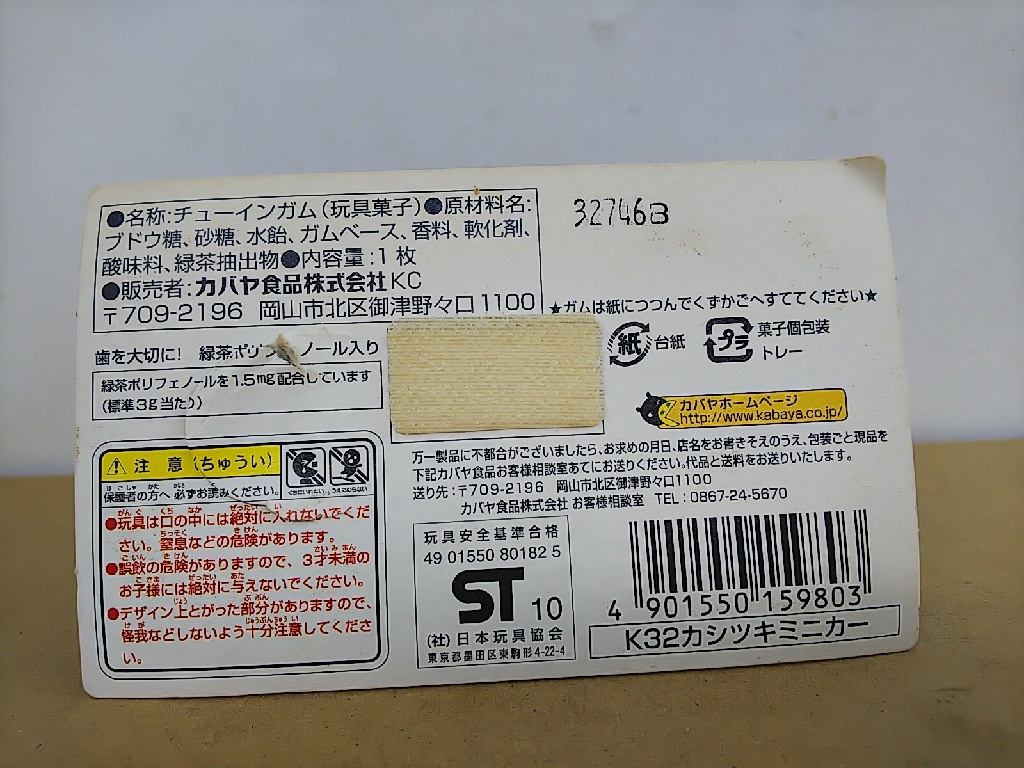 ●名称:チューインガム(玩具菓子)●原材料名:
ブドウ糖、砂糖、水飴、ガムベース、香料、軟化剤、
酸味料、緑茶抽出物●内容量:1枚
●販売者:カバヤ食品株式会社KC
〒709-2196 岡山市北区御津野々口1100
32746B
★ガムは紙につつんでくずかごへすててください★
紙 台紙
プラ 菓子個包装
トレー
歯を大切に! 緑茶ポリフェノール入り
緑茶ポリフェノールを1.5mg配合しています
(標準3g当たり)
カバヤホームページ
http://www.kabaya.co.jp/
万一製品に不都合がございましたら、お求めの月日、店名をお書きそえのうえ、包装ごと現品を
下記カバヤ食品お客様相談室あてにお送りください。代品と送料をお送りいたします。
送り先:〒709-2196 岡山市北区御津野々口1100
カバヤ食品株式会社 お客様相談室 TEL:0867-24-5670
注意(ちゅうい)
保護者の方へ 必ずお読みください。
●玩具は口の中には絶対に入れないでくだ
さい。窒息などの危険があります。
●誤飲の危険がありますので、3才未満の
お子様には絶対に与えないでください。
●デザイン上とがった部分がありますので、
怪我などしないよう十分注意してくださ
い。
玩具安全基準合格
49 01550 80182 5
ST 10
(社)日本玩具協会
東京都墨田区東駒形4-22-4
4 901550 159803
K32カシツキミニカー